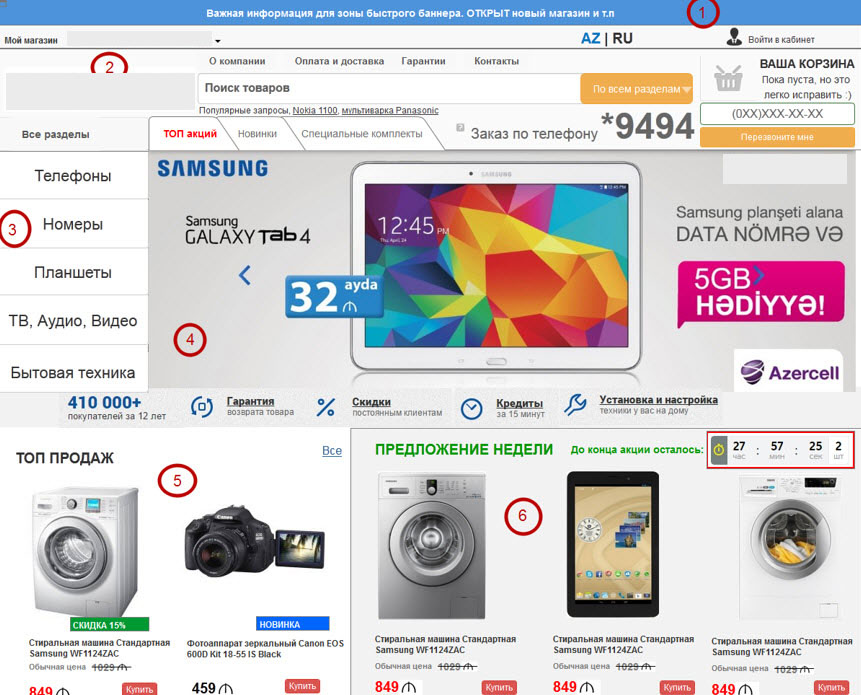 Важная информация для зоны быстрого баннера. ОТКРЫТ новый магазин и т.п
1
Мой магазин
AZ | RU
Войти в кабинет
2
О компании
Оплата и доставка
Гарантии
Контакты
ВАША КОРЗИНА
Пока пуста, но это
легко исправить :)
Поиск товаров
По всем разделам
(0XX)XXX-XX-XX
Популярные запросы, Nokia 1100, мультиварка Panasonic
Перезвоните мне
Все разделы
ТОП акций
Новинки
Специальные комплекты
?
Заказ по телефону *9494
Телефоны
3
Номеры
Планшеты
ТВ, Аудио, Видео
Бытовая техника
SAMSUNG
Samsung
GALAXY Tab 4
32 ayda
SAMSUNG
12:45 PM
Thu, April 24
Samsung planşeti alana
DATA NÖMRƏ VƏ
5GB
HƏDİYYƏ!
4
Azercell
410 000+
покупателей за 12 лет
Гарантия
возврата товара
Скидки
постоянным клиентам
Кредиты
за 15 минут
Установка и настройка
техники у вас на дому
ТОП ПРОДАЖ
Все
5
СКИДКА 15%
Стиральная машина Стандартная
Samsung WF1124ZAC
Обычная цена 1029
849
Купить
Canon
НОВИНКА
Фотоаппарат зеркальный Canon EOS
600D Kit 18-55 IS Black
459
Купить
ПРЕДЛОЖЕНИЕ НЕДЕЛИ
До конца акции осталось:
27 : 57 : 25 2
час мин сек шт
6
Стиральная машина Стандартная
Samsung WF1124ZAC
Обычная цена 1029
849
Купить
Стиральная машина Стандартная
Samsung WF1124ZAC
Обычная цена 1029
849
Купить
Стиральная машина Стандартная
Samsung WF1124ZAC
Обычная цена 1029
849
Купить